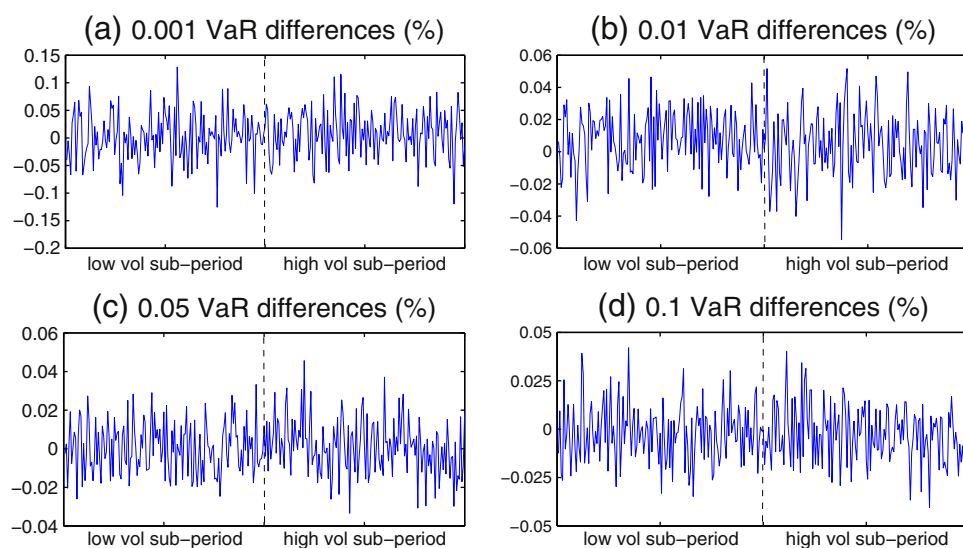 (a) 0.001 VaR differences (%)
0.15
0.1
0.05
0
−0.05
−0.1
−0.15
−0.2
low vol sub−period
high vol sub−period
(b) 0.01 VaR differences (%)
0.06
0.04
0.02
0
−0.02
−0.04
−0.06
low vol sub−period
high vol sub−period
(c) 0.05 VaR differences (%)
0.06
0.04
0.02
0
−0.02
−0.04
low vol sub−period
high vol sub−period
(d) 0.1 VaR differences (%)
0.05
0.025
0
−0.025
−0.05
low vol sub−period
high vol sub−period